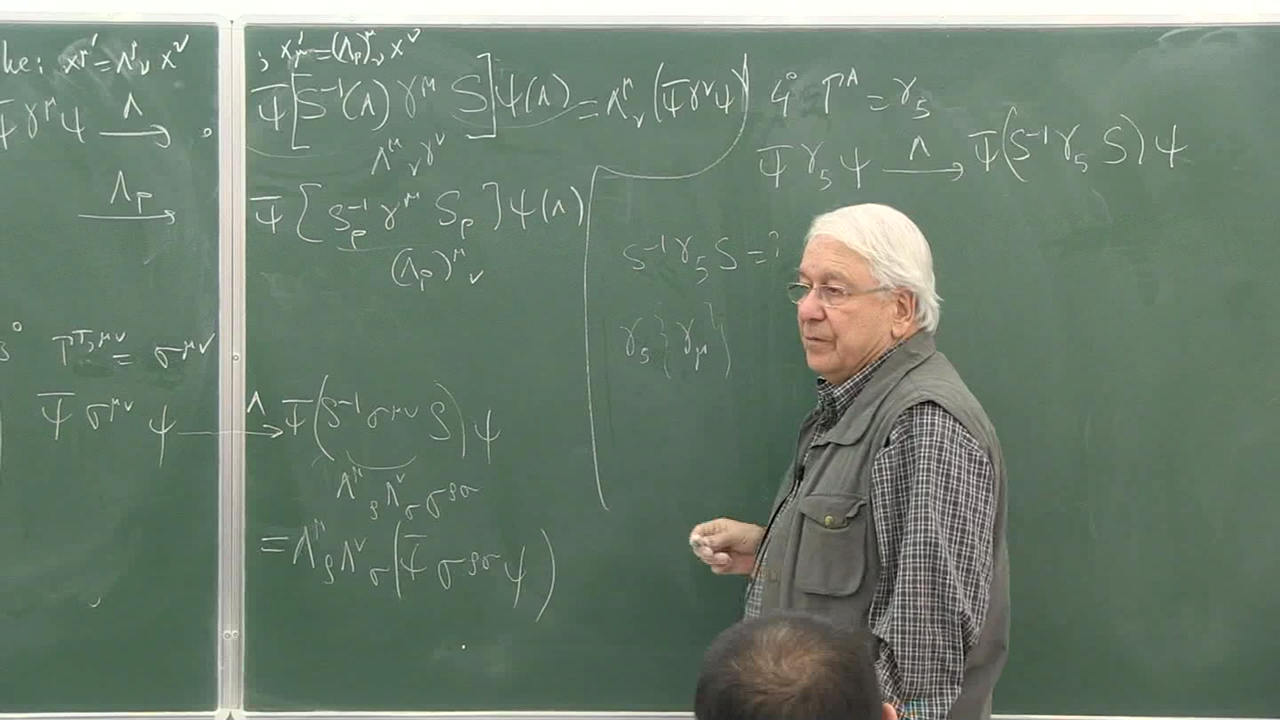 ke: x^μ' = Λ^μ_ν x^ν
Ψ̄ γ^μ ψ —Λ→
—Λ_p→
3° Γ^{T, μν} = σ^{μν}
Ψ̄ σ^{μν} ψ —Λ→ Ψ̄ (S^{-1} σ^{μν} S) ψ
Λ^μ_ρ Λ^ν_σ σ^{ρσ}
= Λ^μ_ρ Λ^ν_σ (Ψ̄ σ^{ρσ} ψ)
; x^μ' = (Λ_p)^μ_ν x^ν
Ψ̄ [S^{-1}(Λ) γ^μ S] ψ(Λ) = Λ^μ_ν (Ψ̄ γ^ν ψ)
Λ^μ_ν γ^ν
Ψ̄ [S_p^{-1} γ^μ S_p] ψ(Λ)
(Λ_p)^μ_ν
4° Γ^A = γ_5
Ψ̄ γ_5 ψ —Λ→ Ψ̄ (S^{-1} γ_5 S) ψ
S^{-1} γ_5 S = ?
γ_5 {γ_μ}